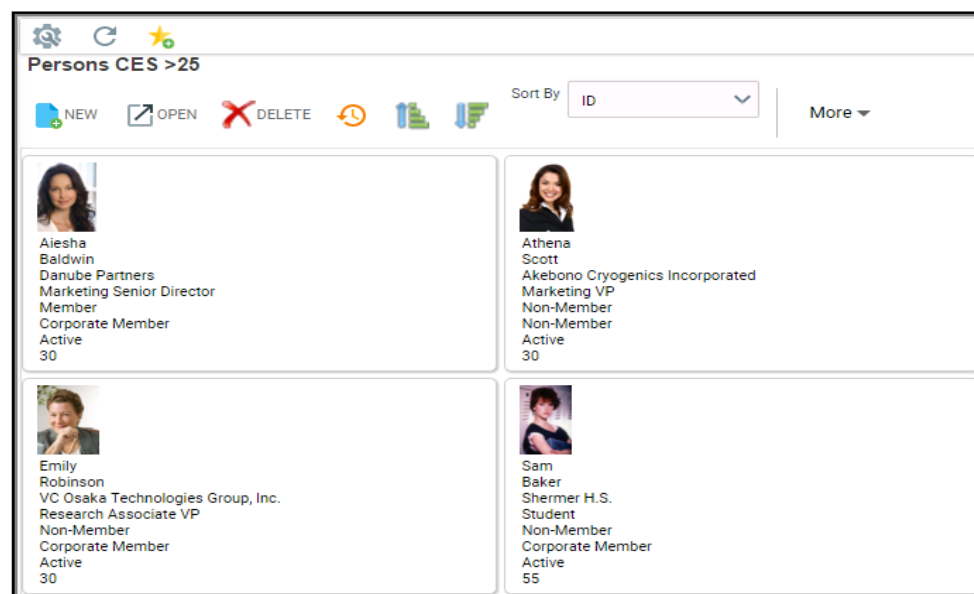 Persons CES >25
NEW OPEN DELETE Sort By ID More
Aiesha
Baldwin
Danube Partners
Marketing Senior Director
Member
Corporate Member
Active
30
Athena
Scott
Akebono Cryogenics Incorporated
Marketing VP
Non-Member
Non-Member
Active
30
Emily
Robinson
VC Osaka Technologies Group, Inc.
Research Associate VP
Non-Member
Corporate Member
Active
30
Sam
Baker
Shermer H.S.
Student
Non-Member
Corporate Member
Active
55